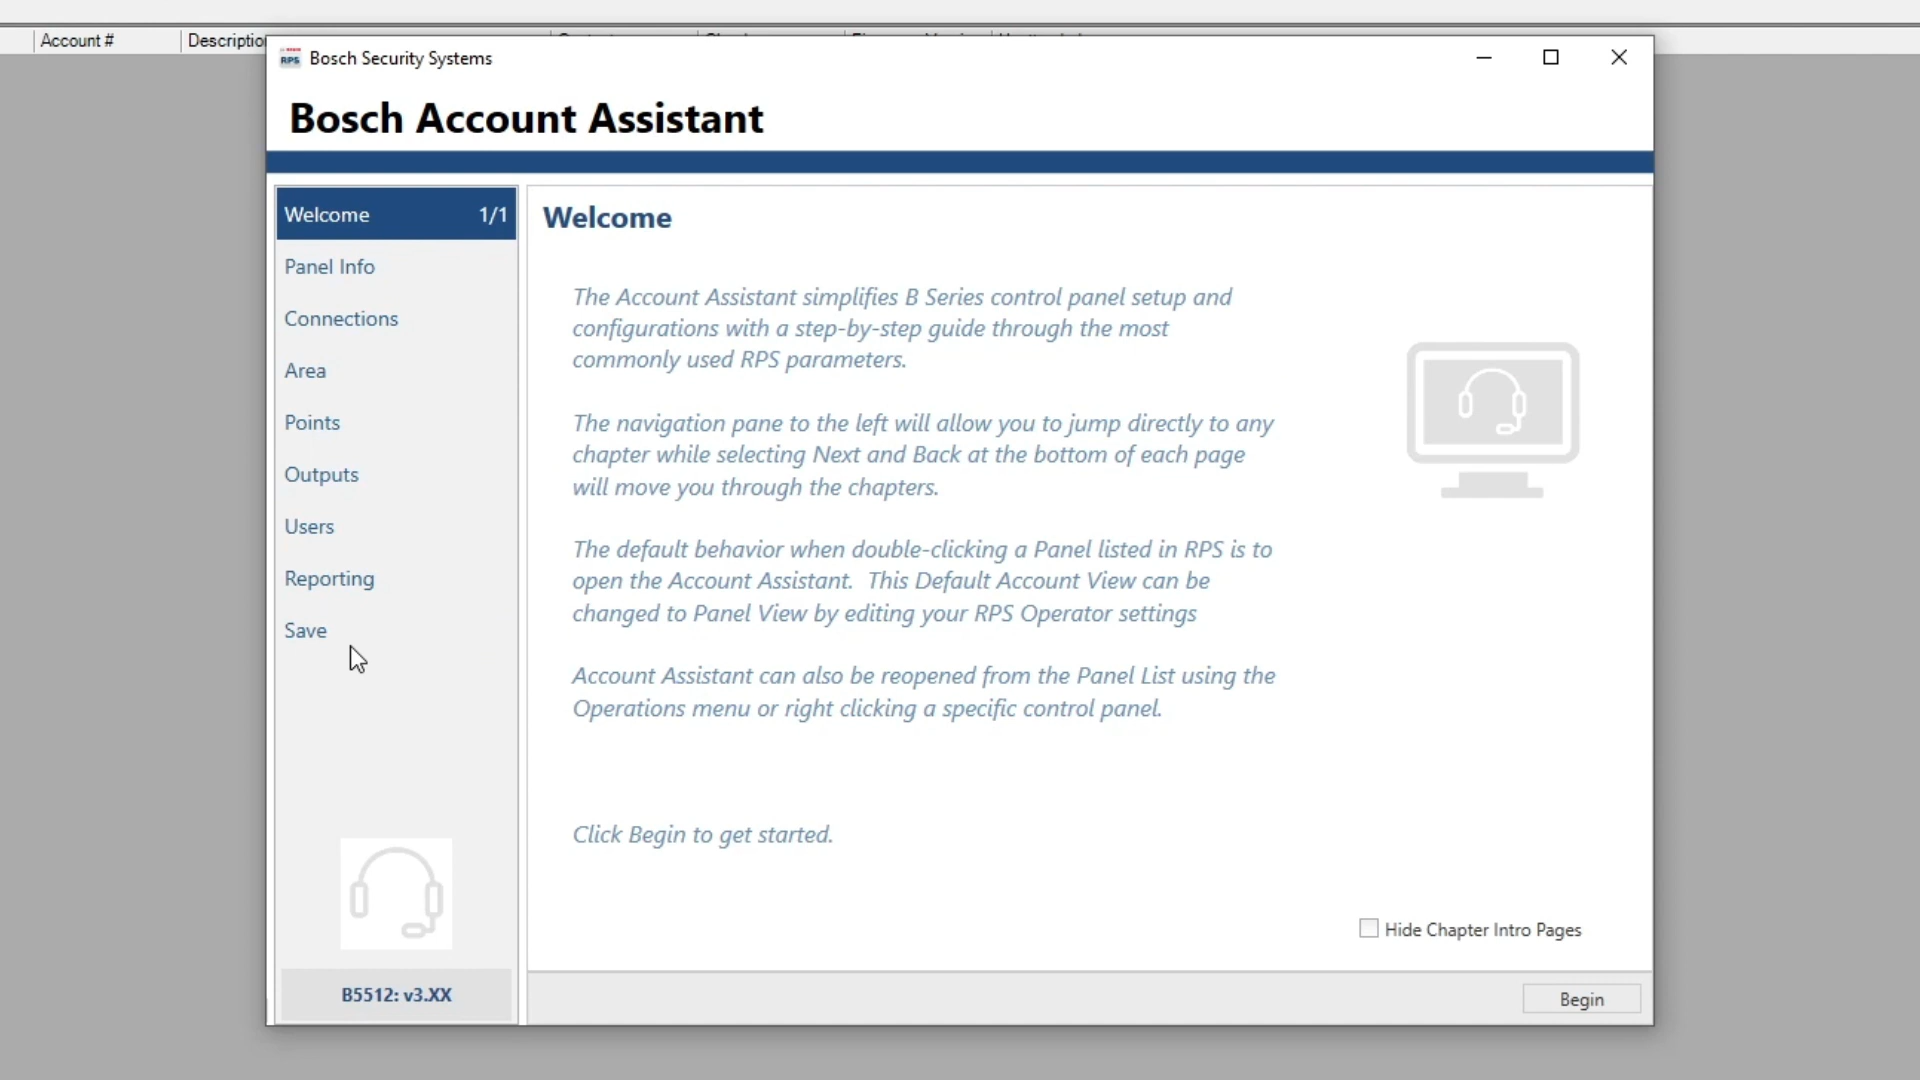 Account #
Bosch Security Systems
Bosch Account Assistant
Welcome 1/1
Panel Info
Connections
Area
Points
Outputs
Users
Reporting
Save
B5512: v3.XX
Welcome
The Account Assistant simplifies B Series control panel setup and
configurations with a step-by-step guide through the most
commonly used RPS parameters.
The navigation pane to the left will allow you to jump directly to any
chapter while selecting Next and Back at the bottom of each page
will move you through the chapters.
The default behavior when double-clicking a Panel listed in RPS is to
open the Account Assistant. This Default Account View can be
changed to Panel View by editing your RPS Operator settings
Account Assistant can also be reopened from the Panel List using the
Operations menu or right clicking a specific control panel.
Click Begin to get started.
Hide Chapter Intro Pages
Begin